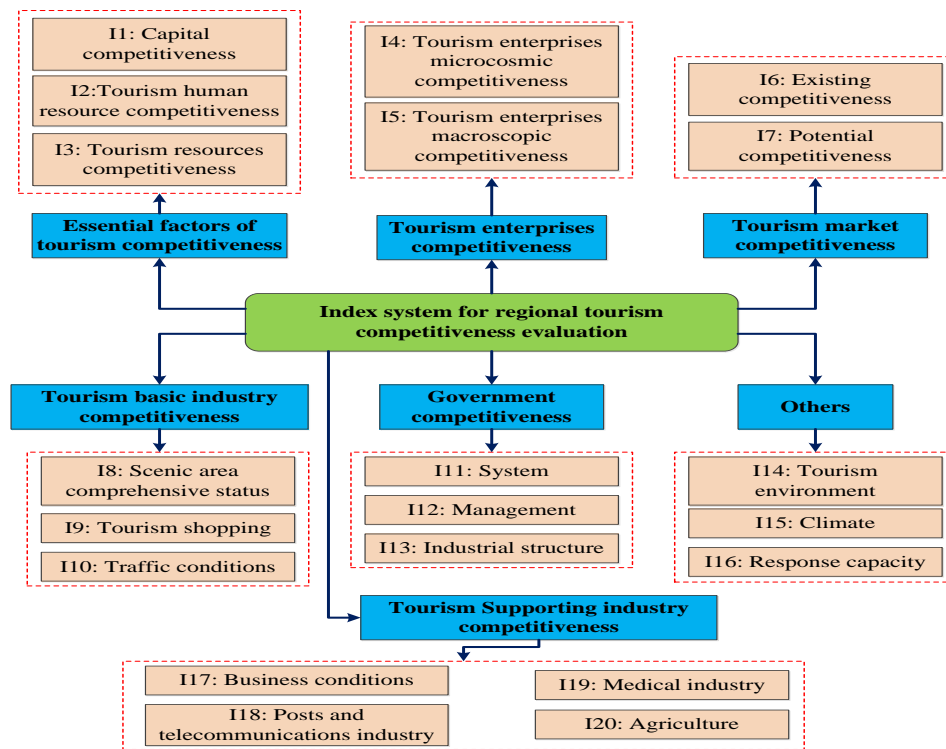 I1: Capital
competitiveness
I2:Tourism human
resource competitiveness
I3: Tourism resources
competitiveness
I4: Tourism enterprises
microcosmic
competitiveness
I5: Tourism enterprises
macroscopic
competitiveness
I6: Existing
competitiveness
I7: Potential
competitiveness
Essential factors of
tourism competitiveness
Tourism enterprises
competitiveness
Tourism market
competitiveness
Index system for regional tourism
competitiveness evaluation
Tourism basic industry
competitiveness
Government
competitiveness
Others
I8: Scenic area
comprehensive status
I9: Tourism shopping
I10: Traffic conditions
I11: System
I12: Management
I13: Industrial structure
I14: Tourism
environment
I15: Climate
I16: Response capacity
Tourism Supporting industry
competitiveness
I17: Business conditions
I18: Posts and
telecommunications industry
I19: Medical industry
I20: Agriculture